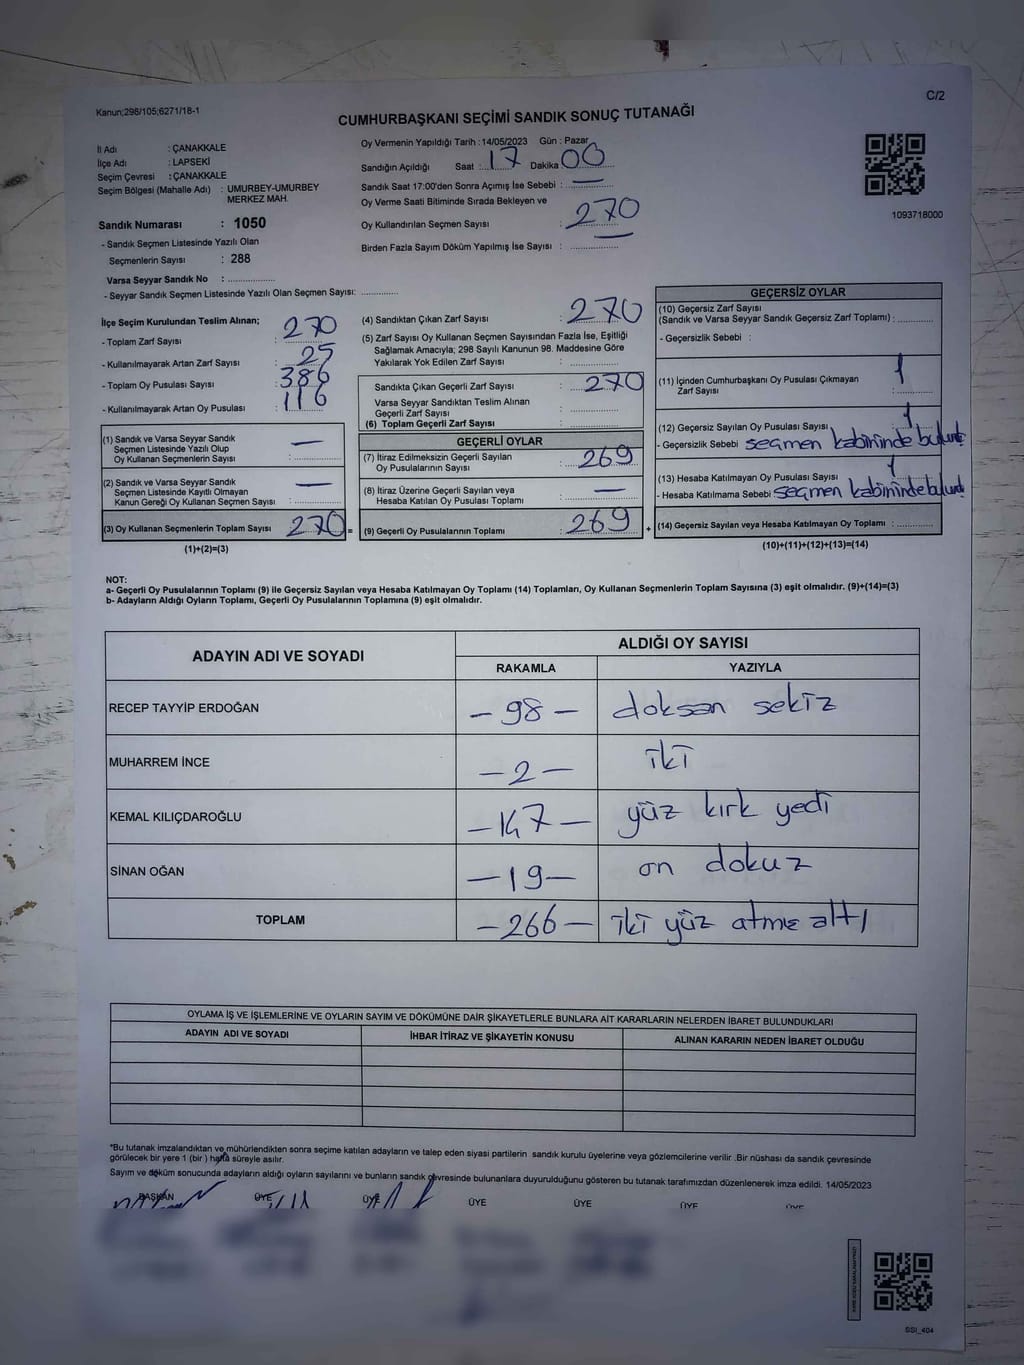 Kanun;298/105;6271/18-1
C/2
CUMHURBAŞKANI SEÇİMİ SANDIK SONUÇ TUTANAĞI
İl Adı : ÇANAKKALE
İlçe Adı : LAPSEKİ
Seçim Çevresi : ÇANAKKALE
Seçim Bölgesi (Mahalle Adı) : UMURBEY-UMURBEY
MERKEZ MAH.
Sandık Numarası : 1050
- Sandık Seçmen Listesinde Yazılı Olan
Seçmenlerin Sayısı : 288
Varsa Seyyar Sandık No :
- Seyyar Sandık Seçmen Listesinde Yazılı Olan Seçmen Sayısı:
Oy Vermenin Yapıldığı Tarih : 14/05/2023 Gün : Pazar
Sandığın Açıldığı Saat : 17 Dakika 00
Sandık Saat 17:00'den Sonra Açımış İse Sebebi : —
Oy Verme Saati Bitiminde Sırada Bekleyen ve
Oy Kullandırılan Seçmen Sayısı : 270
Birden Fazla Sayım Döküm Yapılmış İse Sayısı : —
1093718000
İlçe Seçim Kurulundan Teslim Alınan;
- Toplam Zarf Sayısı : 270
- Kullanılmayarak Artan Zarf Sayısı : 25
- Toplam Oy Pusulası Sayısı : 386
- Kullanılmayarak Artan Oy Pusulası : 116
(1) Sandık ve Varsa Seyyar Sandık
Seçmen Listesinde Yazılı Olup
Oy Kullanan Seçmenlerin Sayısı : —
(2) Sandık ve Varsa Seyyar Sandık
Seçmen Listesinde Kayıtlı Olmayan
Kanun Gereği Oy Kullanan Seçmen Sayısı : —
(3) Oy Kullanan Seçmenlerin Toplam Sayısı 270 =
(1)+(2)=(3)
(4) Sandıktan Çıkan Zarf Sayısı : 270
(5) Zarf Sayısı Oy Kullanan Seçmen Sayısından Fazla İse, Eşitliği
Sağlamak Amacıyla; 298 Sayılı Kanunun 98. Maddesine Göre
Yakılarak Yok Edilen Zarf Sayısı :
Sandıkta Çıkan Geçerli Zarf Sayısı : 270
Varsa Seyyar Sandıktan Teslim Alınan
Geçerli Zarf Sayısı :
(6) Toplam Geçerli Zarf Sayısı :
GEÇERLİ OYLAR
(7) İtiraz Edilmeksizin Geçerli Sayılan
Oy Pusulalarının Sayısı : 269
(8) İtiraz Üzerine Geçerli Sayılan veya
Hesaba Katılan Oy Pusulası Toplamı : —
(9) Geçerli Oy Pusulalarının Toplamı : 269 +
GEÇERSİZ OYLAR
(10) Geçersiz Zarf Sayısı
(Sandık ve Varsa Seyyar Sandık Geçersiz Zarf Toplamı) :
- Geçersizlik Sebebi :
(11) İçinden Cumhurbaşkanı Oy Pusulası Çıkmayan
Zarf Sayısı : 1
(12) Geçersiz Sayılan Oy Pusulası Sayısı : 1
- Geçersizlik Sebebi seçmen kabininde bulundu
(13) Hesaba Katılmayan Oy Pusulası Sayısı : 1
- Hesaba Katılmama Sebebi seçmen kabininde bulundu
(14) Geçersiz Sayılan veya Hesaba Katılmayan Oy Toplamı :
(10)+(11)+(12)+(13)=(14)
NOT:
a- Geçerli Oy Pusulalarının Toplamı (9) ile Geçersiz Sayılan veya Hesaba Katılmayan Oy Toplamı (14) Toplamları, Oy Kullanan Seçmenlerin Toplam Sayısına (3) eşit olmalıdır. (9)+(14)=(3)
b- Adayların Aldığı Oyların Toplamı, Geçerli Oy Pusulalarının Toplamına (9) eşit olmalıdır.
ADAYIN ADI VE SOYADI
ALDIĞI OY SAYISI
RAKAMLA YAZIYLA
RECEP TAYYİP ERDOĞAN - 98 - doksan sekiz
MUHARREM İNCE - 2 - iki
KEMAL KILIÇDAROĞLU - 147 - yüz kırk yedi
SİNAN OĞAN - 19 - on dokuz
TOPLAM - 266 - iki yüz atmış altı
OYLAMA İŞ VE İŞLEMLERİNE VE OYLARIN SAYIM VE DÖKÜMÜNE DAİR ŞİKAYETLERLE BUNLARA AİT KARARLARIN NELERDEN İBARET BULUNDUKLARI
ADAYIN ADI VE SOYADI İHBAR İTİRAZ VE ŞİKAYETİN KONUSU ALINAN KARARIN NEDEN İBARET OLDUĞU
*Bu tutanak imzalandıktan ve mühürlendikten sonra seçime katılan adayların ve talep eden siyasi partilerin sandık kurulu üyelerine veya gözlemcilerine verilir .Bir nüshası da sandık çevresinde
görülecek bir yere 1 (bir ) hafta süreyle asılır.
Sayım ve döküm sonucunda adayların aldığı oyların sayılarını ve bunların sandık çevresinde bulunanlara duyurulduğunu gösteren bu tutanak tarafımızdan düzenlenerek imza edildi. 14/05/2023
BAŞKAN ÜYE ÜYE ÜYE ÜYE ÜYE ÜYE
SSI_404